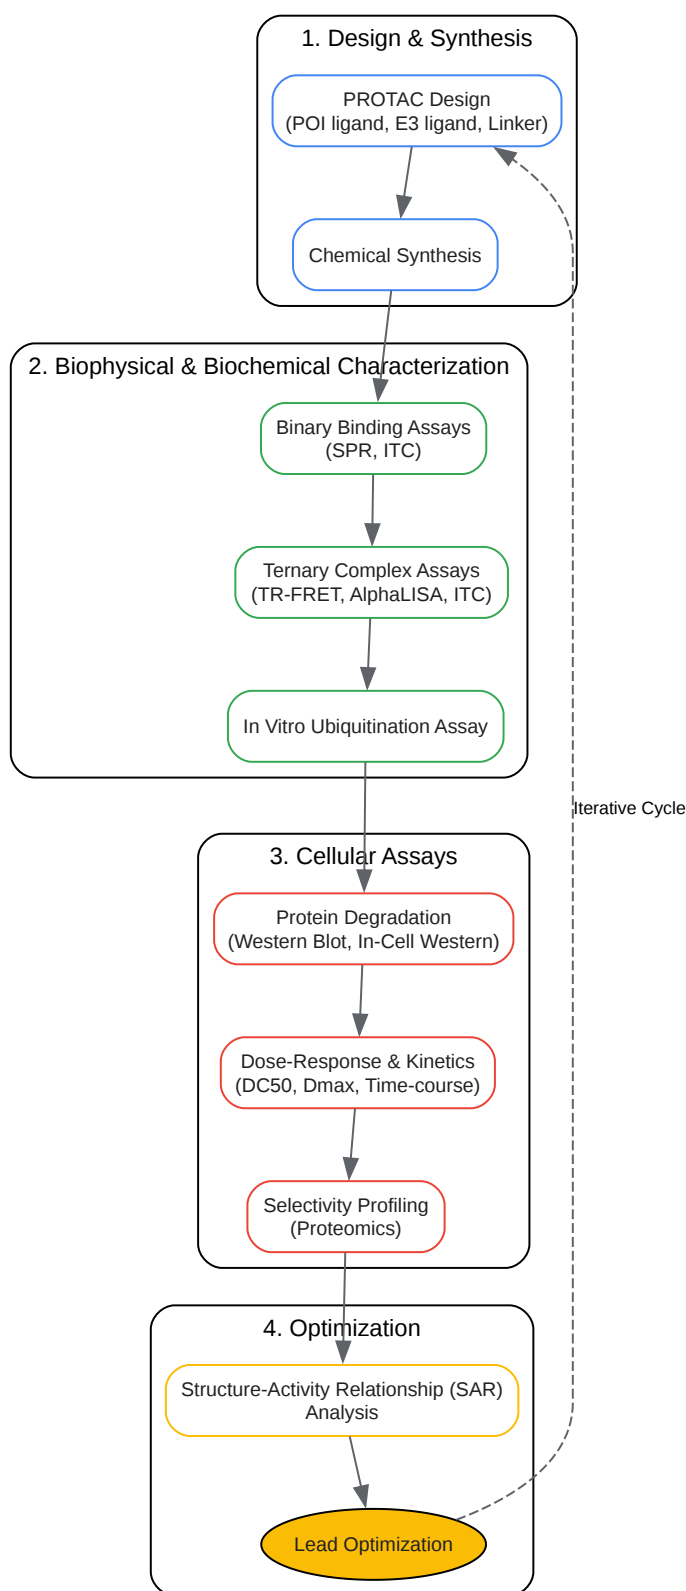 1. Design & Synthesis
PROTAC Design
(POI ligand, E3 ligand, Linker)
Chemical Synthesis
2. Biophysical & Biochemical Characterization
Binary Binding Assays
(SPR, ITC)
Ternary Complex Assays
(TR-FRET, AlphaLISA, ITC)
In Vitro Ubiquitination Assay
Iterative Cycle
3. Cellular Assays
Protein Degradation
(Western Blot, In-Cell Western)
Dose-Response & Kinetics
(DC50, Dmax, Time-course)
Selectivity Profiling
(Proteomics)
4. Optimization
Structure-Activity Relationship (SAR)
Analysis
Lead Optimization